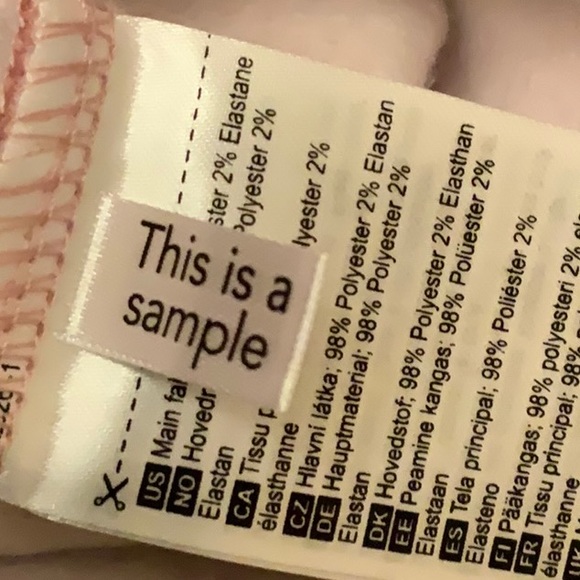 This is a
sample
US Main
ster 2% Elastane
NO
Polyester 2%
Elastan
CA Tissu
lyester 2%
élasthanne
CZ Hlavní látka; 98% Polyester 2% Elastan
DE Hauptmaterial; 98% Polyester 2%
Elastan
DK Hovedstof; 98% Polyester 2% Elasthan
EE Peamine kangas; 98% Polüester 2%
Elastaan
ES Tela principal; 98% Poliéster 2%
Elasteno
FI Pääkangas; 98% polyesteri 2%
FR Tissu principal; 98%
élasthanne